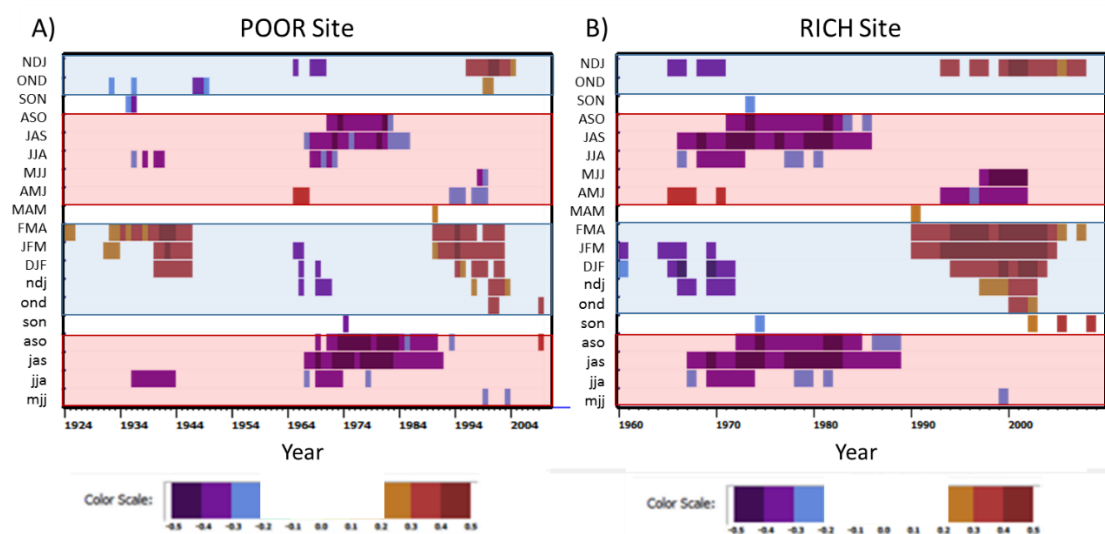 A) POOR Site
NDJ
OND
SON
ASO
JAS
JJA
MJJ
AMJ
MAM
FMA
JFM
DJF
ndj
ond
son
aso
jas
jja
mjj
1924 1934 1944 1954 1964 1974 1984 1994 2004
Year
Color Scale:
-0.5 -0.4 -0.3 -0.2 -0.1 0.0 0.1 0.2 0.3 0.4 0.5
B) RICH Site
NDJ
OND
SON
ASO
JAS
JJA
MJJ
AMJ
MAM
FMA
JFM
DJF
ndj
ond
son
aso
jas
jja
mjj
1960 1970 1980 1990 2000
Year
Color Scale:
-0.5 -0.4 -0.3 -0.2 -0.1 0.0 0.1 0.2 0.3 0.4 0.5